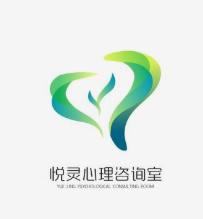 悦灵心理咨询室
YUE LING PSYCHOLOGICAL CONSULTING ROOM